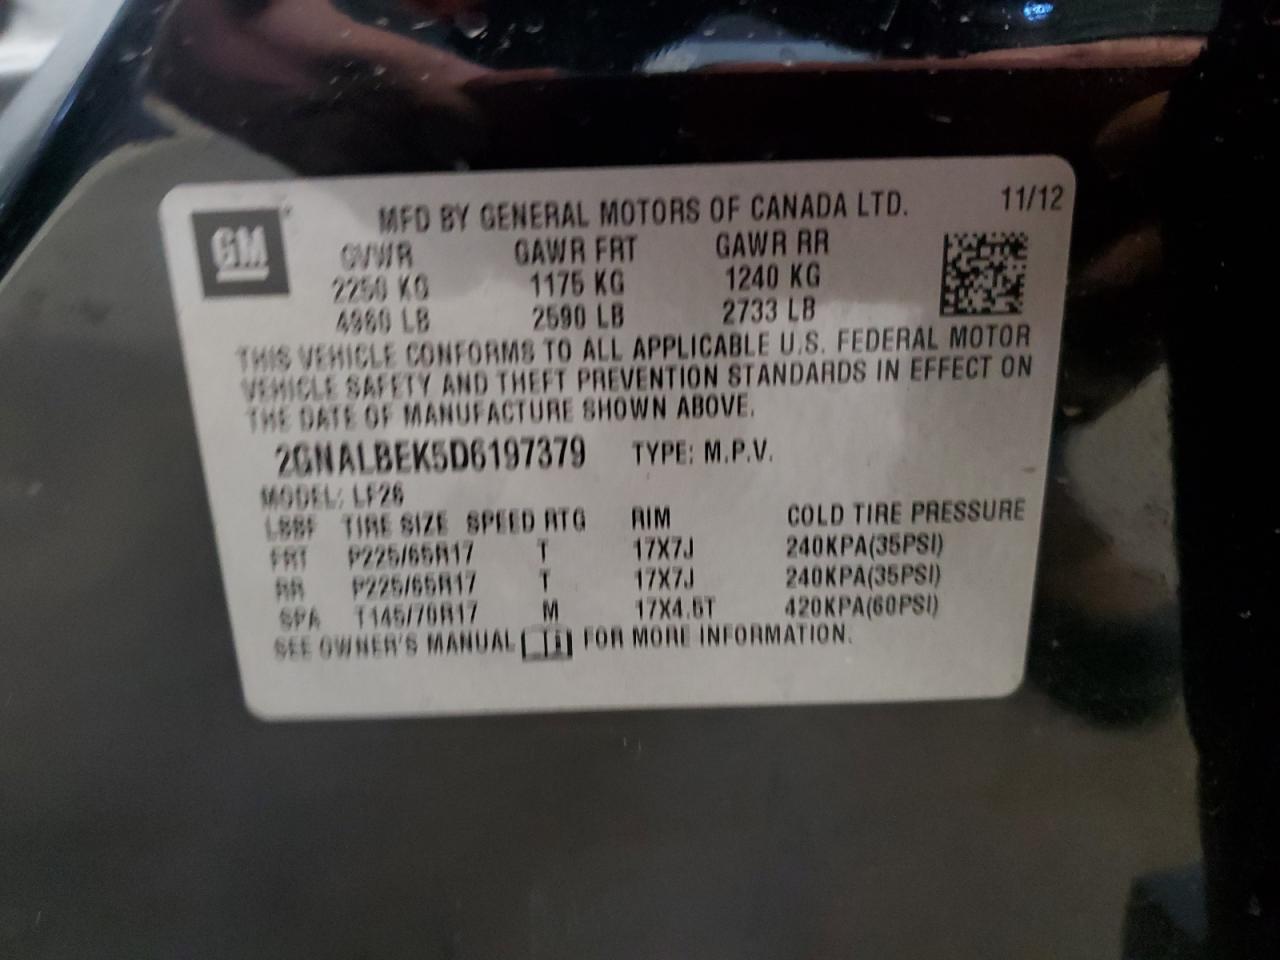 GM
MFD BY GENERAL MOTORS OF CANADA LTD. 11/12
GVWR GAWR FRT GAWR RR
2250 KG 1175 KG 1240 KG
4960 LB 2590 LB 2733 LB
THIS VEHICLE CONFORMS TO ALL APPLICABLE U.S. FEDERAL MOTOR
VEHICLE SAFETY AND THEFT PREVENTION STANDARDS IN EFFECT ON
THE DATE OF MANUFACTURE SHOWN ABOVE.
2GNALBEK5D6197379 TYPE: M.P.V.
MODEL: LF26
TIRE SIZE SPEED RTG RIM COLD TIRE PRESSURE
FRT P225/65R17 T 17X7J 240KPA(35PSI)
RR P225/65R17 T 17X7J 240KPA(35PSI)
SPA T145/70R17 M 17X4.5T 420KPA(60PSI)
SEE OWNER'S MANUAL FOR MORE INFORMATION.